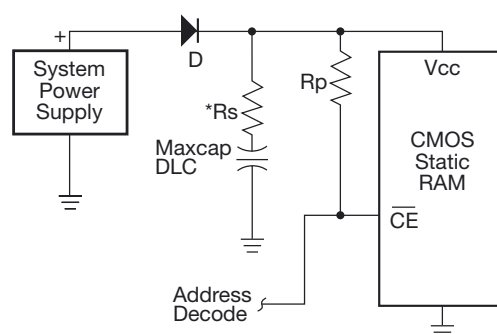 +
D
System
Power
Supply
*Rs
Maxcap
DLC
Rp
Vcc
CMOS
Static
RAM
CE
Address
Decode